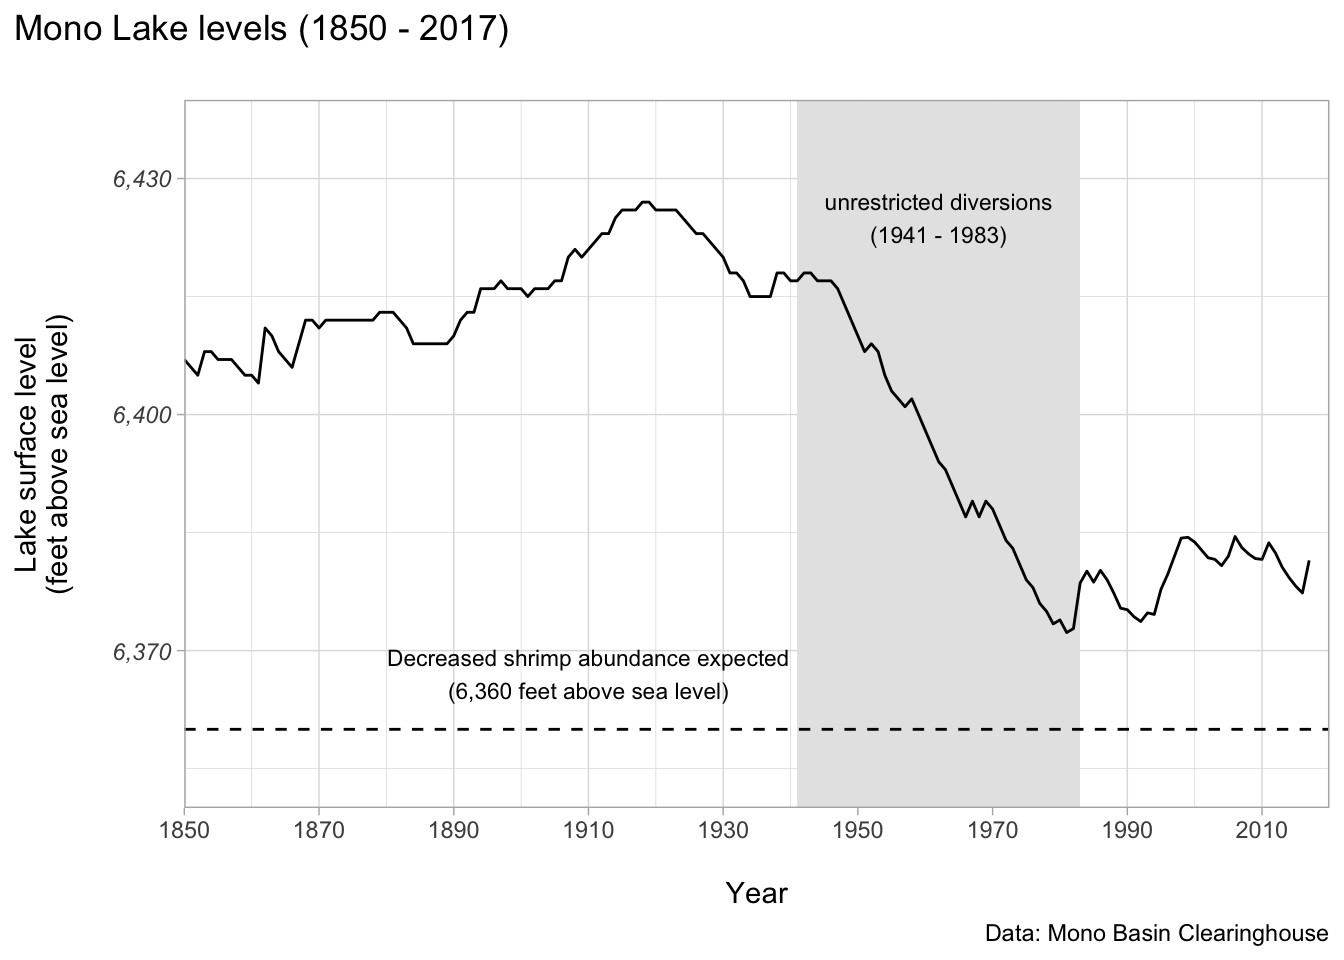 Mono Lake levels (1850 - 2017)
unrestricted diversions
(1941 - 1983)
Decreased shrimp abundance expected
(6,360 feet above sea level)
Lake surface level
(feet above sea level)
6,430
6,400
6,370
1850 1870 1890 1910 1930 1950 1970 1990 2010
Year
Data: Mono Basin Clearinghouse